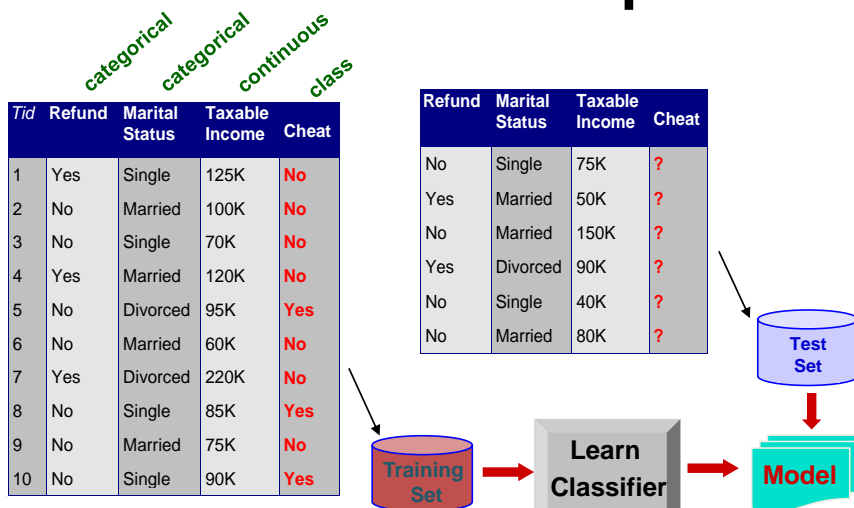 categorical categorical continuous class
Tid Refund Marital Status Taxable Income Cheat
1 Yes Single 125K No
2 No Married 100K No
3 No Single 70K No
4 Yes Married 120K No
5 No Divorced 95K Yes
6 No Married 60K No
7 Yes Divorced 220K No
8 No Single 85K Yes
9 No Married 75K No
10 No Single 90K Yes
Refund Marital Status Taxable Income Cheat
No Single 75K ?
Yes Married 50K ?
No Married 150K ?
Yes Divorced 90K ?
No Single 40K ?
No Married 80K ?
Test
Set
Training
Set
Learn
Classifier
Model